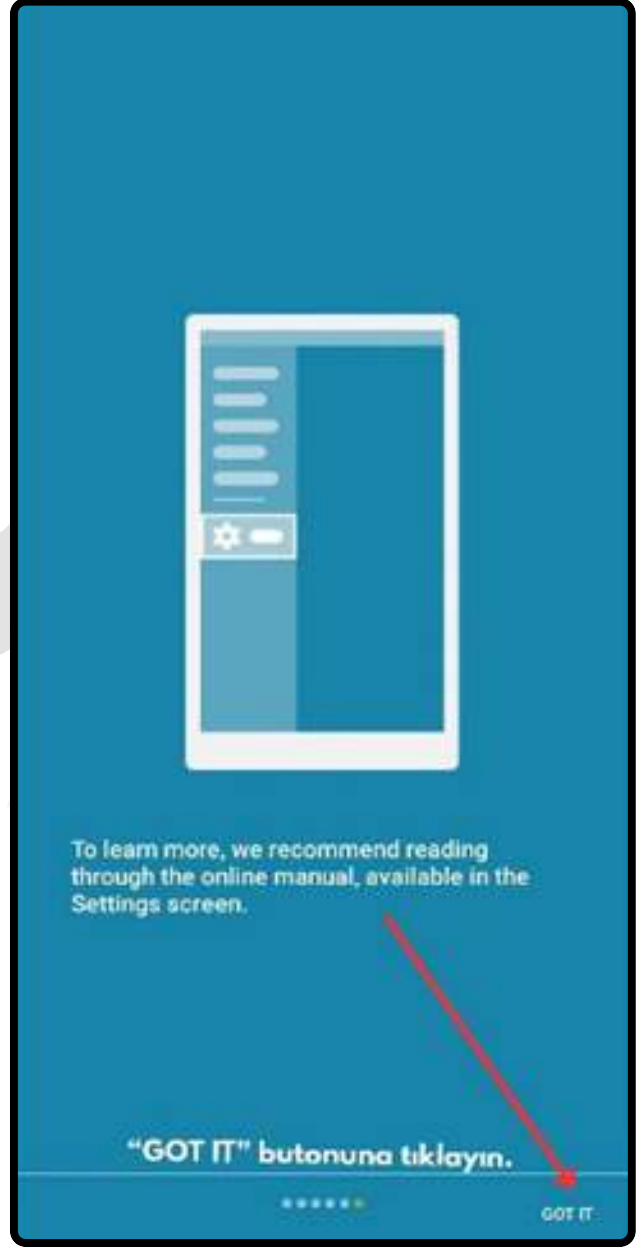 To learn more, we recommend reading
through the online manual, available in the
Settings screen.
“GOT IT” butonuna tıklayın.
GOT IT